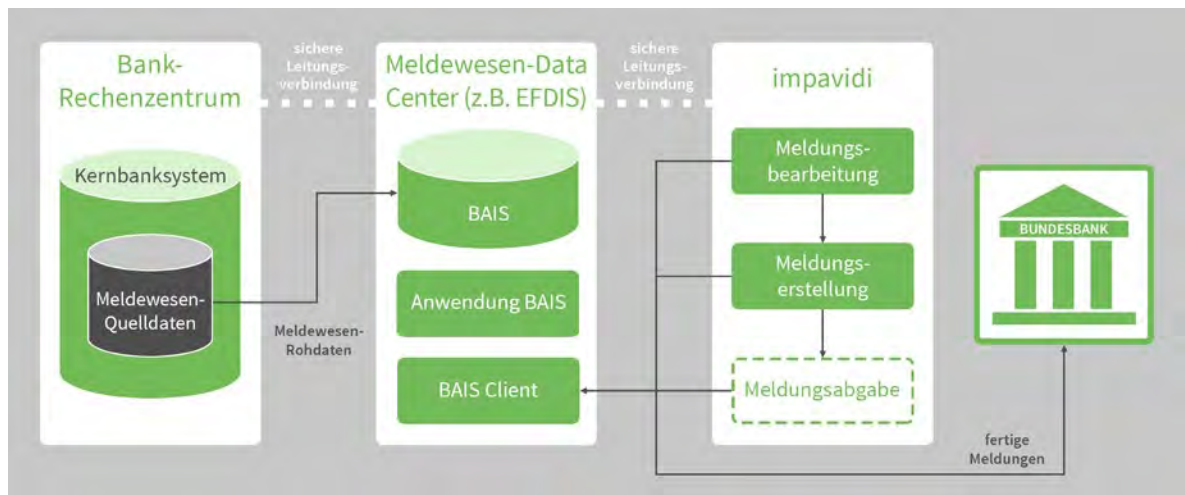 Bank-
Rechenzentrum
Kernbanksystem
Meldewesen-
Quelldaten
sichere
Leitungs-
verbindung
Meldewesen-
Rohdaten
Meldewesen-Data
Center (z.B. EFDIS)
BAIS
Anwendung BAIS
BAIS Client
sichere
Leitungs-
verbindung
impavidi
Meldungs-
bearbeitung
Meldungs-
erstellung
Meldungsabgabe
BUNDESBANK
fertige
Meldungen